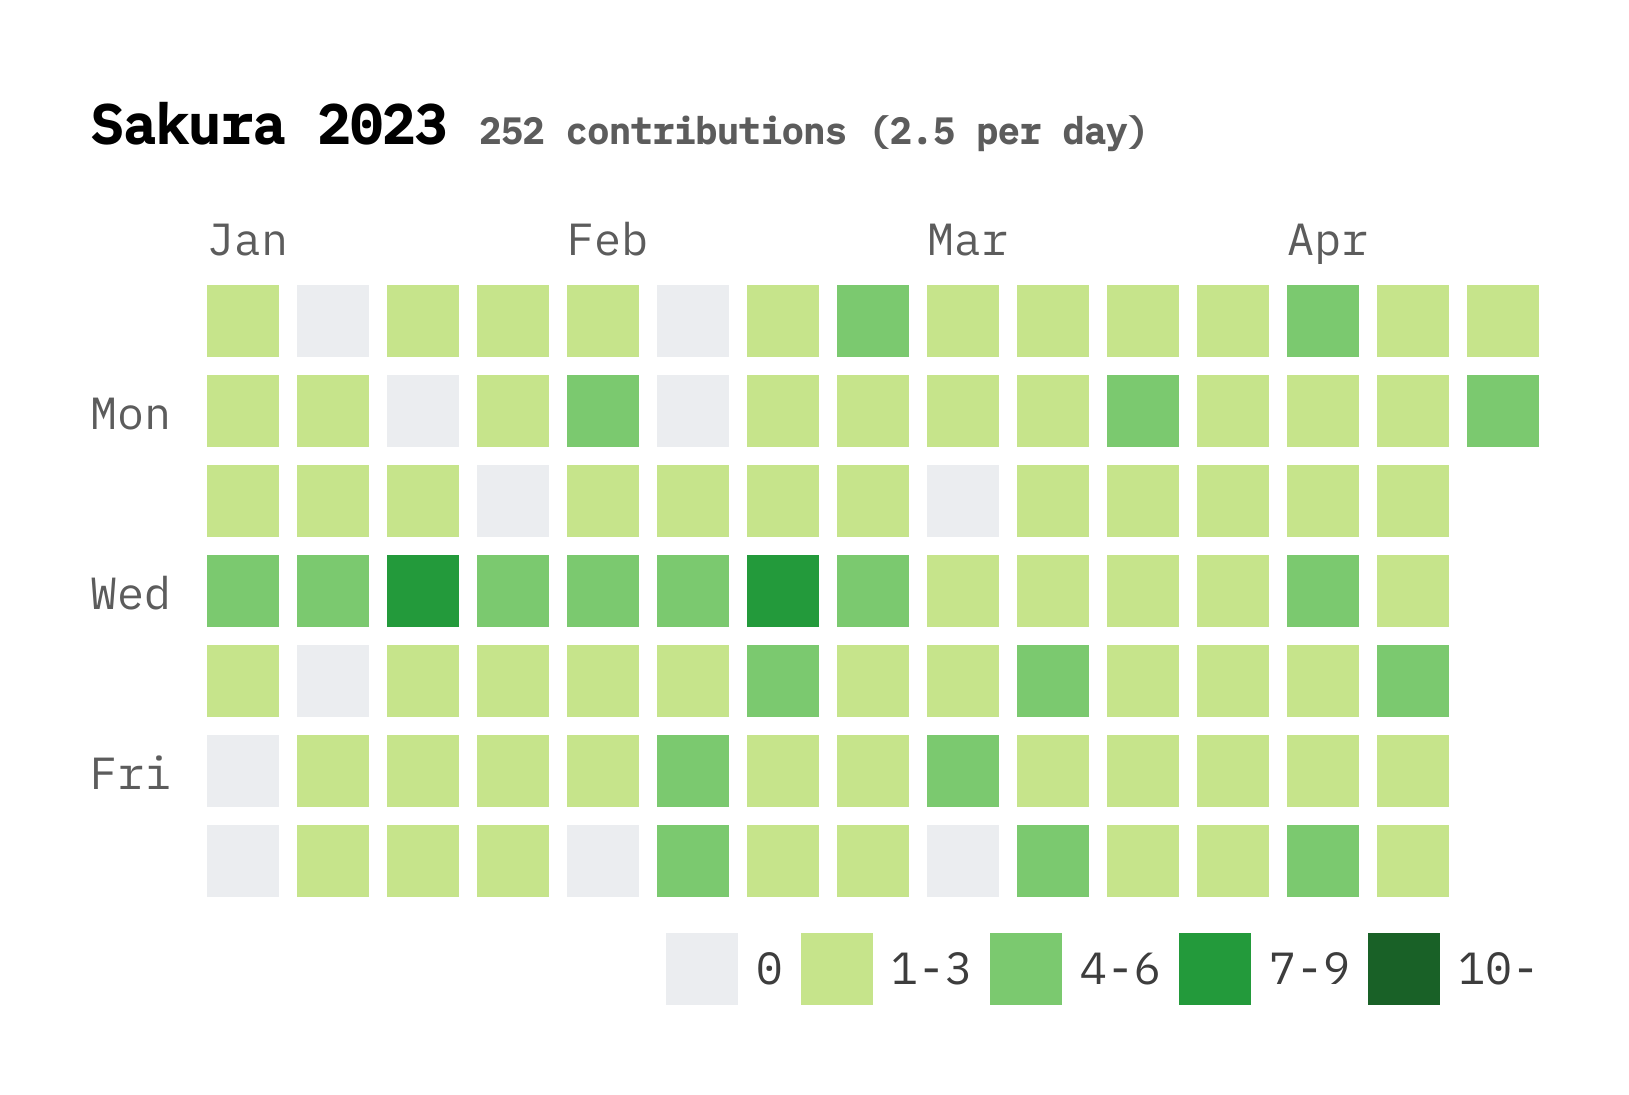 Sakura 2023 252 contributions (2.5 per day)
Jan Feb Mar Apr
Mon
Wed
Fri
0 1-3 4-6 7-9 10-